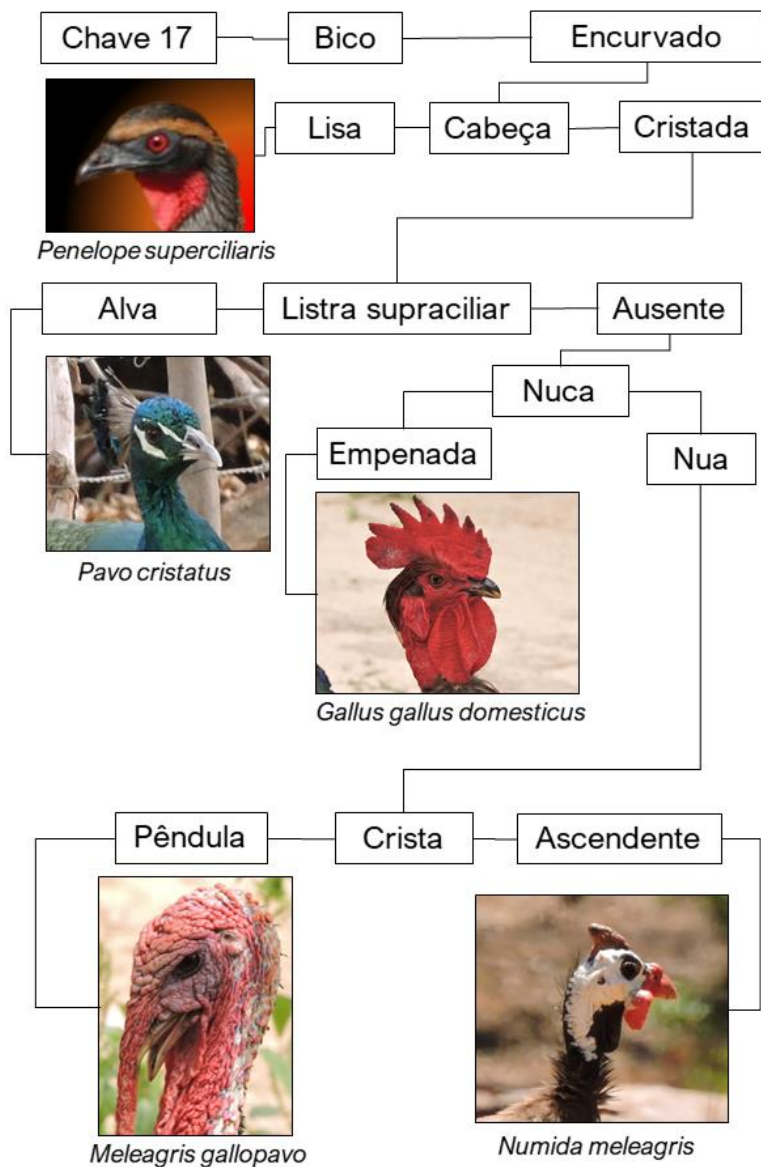 Chave 17 Bico Encurvado
Lisa Cabeça Cristada
Penelope superciliaris
Alva Listra supraciliar Ausente
Nuca
Empenada Nua
Pavo cristatus
Gallus gallus domesticus
Pêndula Crista Ascendente
Meleagris gallopavo
Numida meleagris